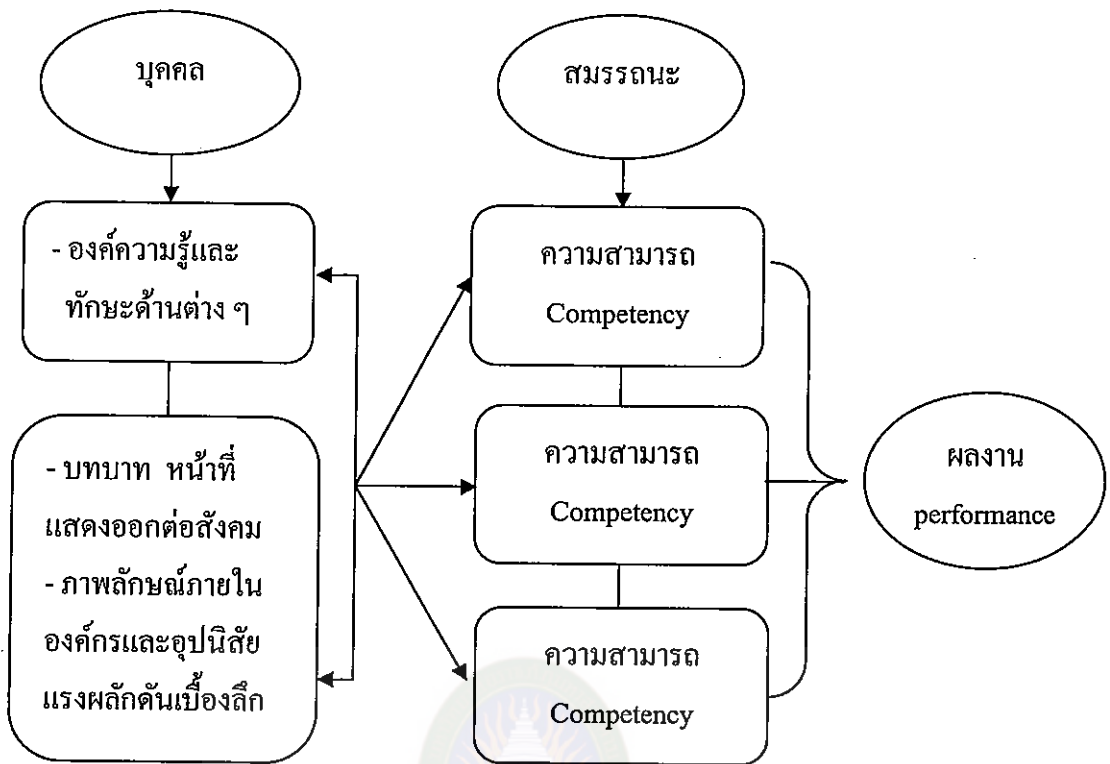 บุคคล
- องค์ความรู้และ
ทักษะด้านต่าง ๆ
- บทบาท หน้าที่
แสดงออกต่อสังคม
- ภาพลักษณ์ภายใน
องค์กรและอุปนิสัย
แรงผลักดันเบื้องลึก
สมรรถนะ
ความสามารถ
Competency
ความสามารถ
Competency
ความสามารถ
Competency
ผลงาน
performance